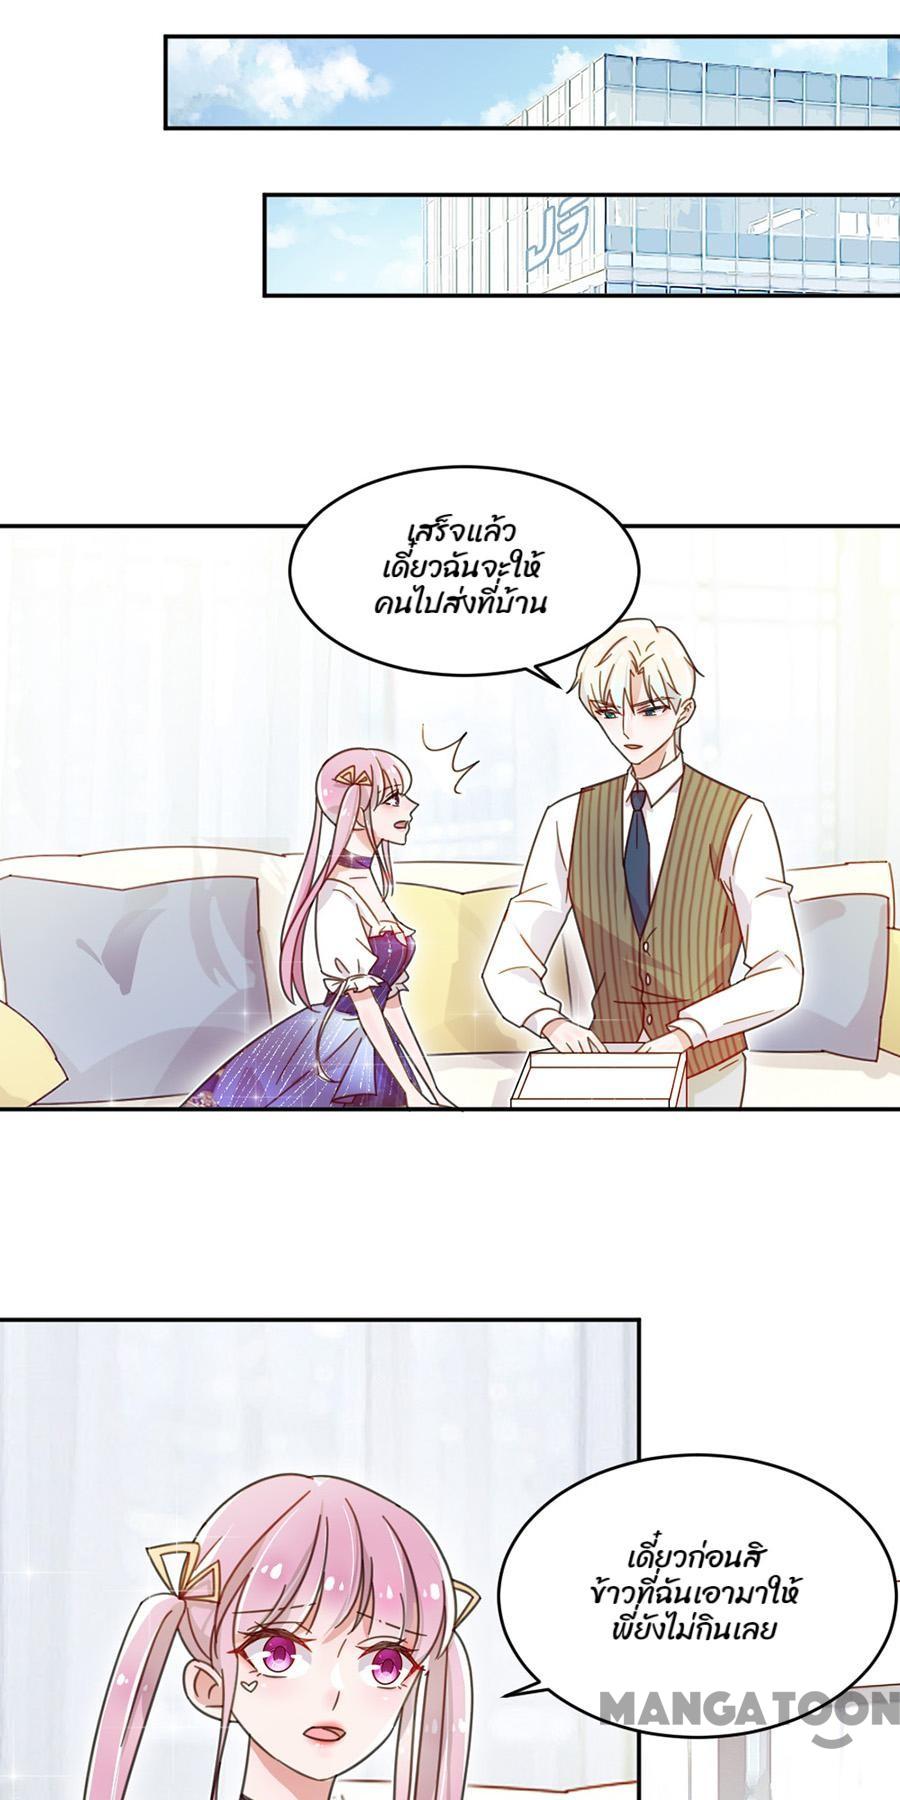 JS
เสร็จแล้ว
เดี๋ยวฉันจะให้
คนไปส่งที่บ้าน
เดี๋ยวก่อนสิ
ข้าวที่ฉันเอามาให้
พี่ยังไม่กินเลย
MANGATOON